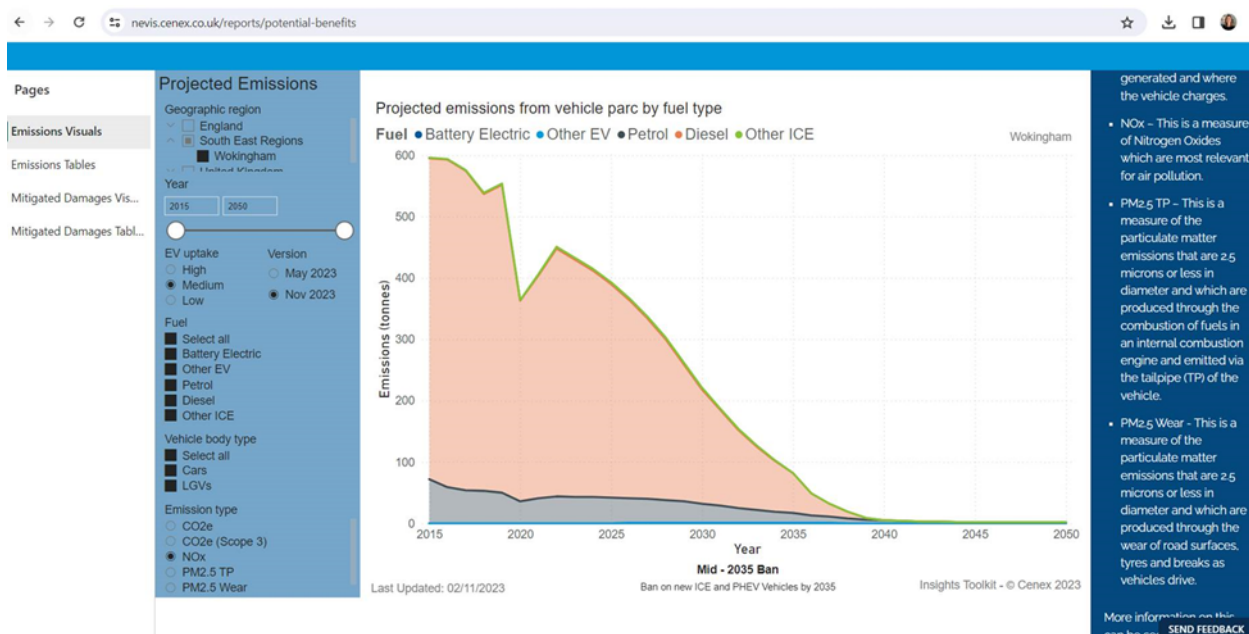 nevis.cenex.co.uk/reports/potential-benefits
Pages
Emissions Visuals
Emissions Tables
Mitigated Damages Vis...
Mitigated Damages Tabl...
Projected Emissions
Geographic region
England
South East Regions
Wokingham
United Kingdom
Year
2015 2050
EV uptake
High
Medium
Low
Version
May 2023
Nov 2023
Fuel
Select all
Battery Electric
Other EV
Petrol
Diesel
Other ICE
Vehicle body type
Select all
Cars
LGVs
Emission type
CO2e
CO2e (Scope 3)
NOx
PM2.5 TP
PM2.5 Wear
Projected emissions from vehicle parc by fuel type
Fuel Battery Electric Other EV Petrol Diesel Other ICE
Wokingham
Emissions (tonnes)
600
500
400
300
200
100
0
2015 2020 2025 2030 2035 2040 2045 2050
Year
Mid - 2035 Ban
Last Updated: 02/11/2023
Ban on new ICE and PHEV Vehicles by 2035
Insights Toolkit - © Cenex 2023
generated and where
the vehicle charges.
• NOx – This is a measure
of Nitrogen Oxides
which are most relevant
for air pollution.
• PM2.5 TP – This is a
measure of the
particulate matter
emissions that are 2.5
microns or less in
diameter and which are
produced through the
combustion of fuels in
an internal combustion
engine and emitted via
the tailpipe (TP) of the
vehicle.
• PM2.5 Wear - This is a
measure of the
particulate matter
emissions that are 2.5
microns or less in
diameter and which are
produced through the
wear of road surfaces,
tyres and breaks as
vehicles drive.
More information on this
can be
SEND FEEDBACK